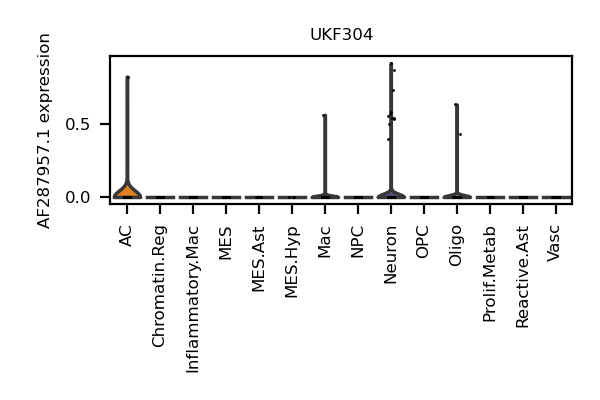 UKF304
AF287957.1 expression
0.5
0.0
AC
Chromatin.Reg
Inflammatory.Mac
MES
MES.Ast
MES.Hyp
Mac
NPC
Neuron
OPC
Oligo
Prolif.Metab
Reactive.Ast
Vasc